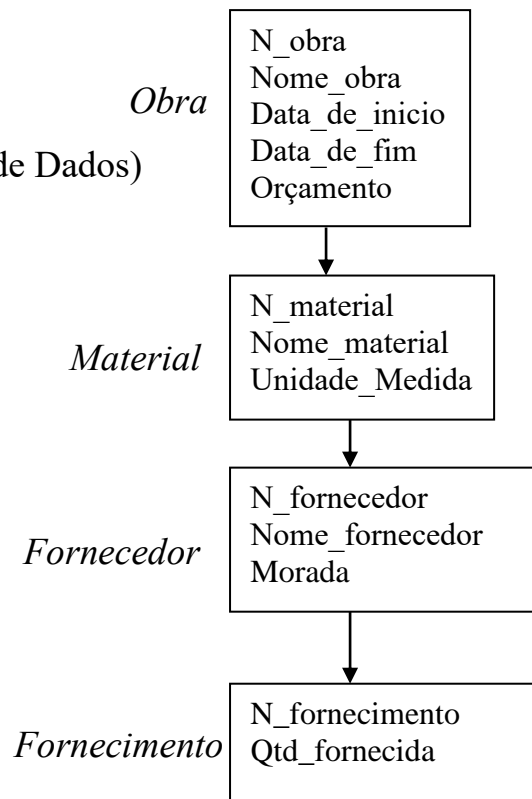 Obra
de Dados)
N_obra
Nome_obra
Data_de_inicio
Data_de_fim
Orçamento
Material
N_material
Nome_material
Unidade_Medida
Fornecedor
N_fornecedor
Nome_fornecedor
Morada
Fornecimento
N_fornecimento
Qtd_fornecida